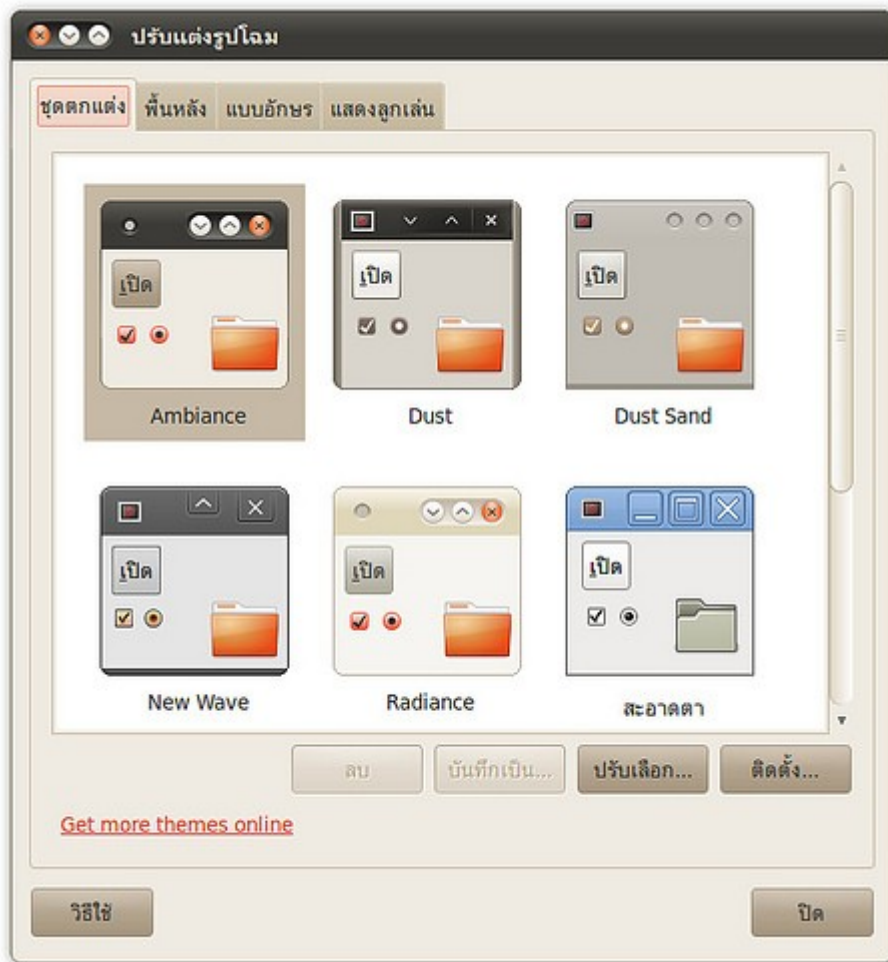 ปรับแต่งรูปโฉม
ชุดตกแต่ง พื้นหลัง แบบอักษร แสดงลูกเล่น
เปิด เปิด เปิด
Ambiance Dust Dust Sand
เปิด เปิด เปิด
New Wave Radiance สะอาดตา
ลบ บันทึกเป็น... ปรับเลือก... ติดตั้ง...
Get more themes online
วิธีใช้ ปิด